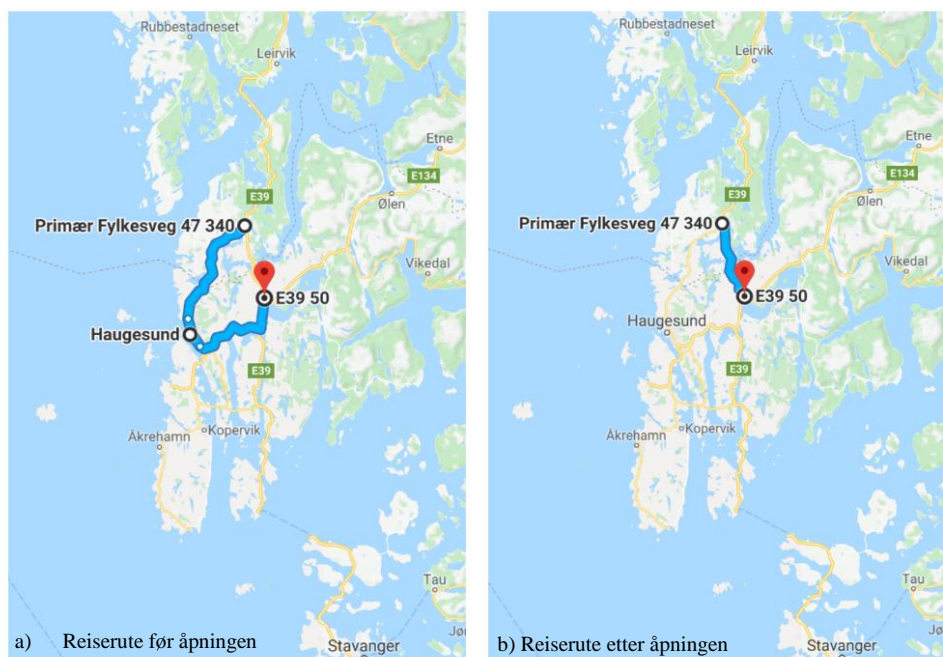 Rubbestadneset
Leirvik
Etne
E134
Ølen
E39
Primær Fylkesveg 47 340
Vikedal
E39 50
Haugesund
E39
Åkrehamn
Kopervik
Tau
Jø
Stavanger
a) Reiserute før åpningen
Rubbestadneset
Leirvik
Etne
E134
Ølen
E39
Primær Fylkesveg 47 340
Vikedal
E39 50
Haugesund
E39
Åkrehamn
Kopervik
Tau
Jø
Stavanger
b) Reiserute etter åpningen